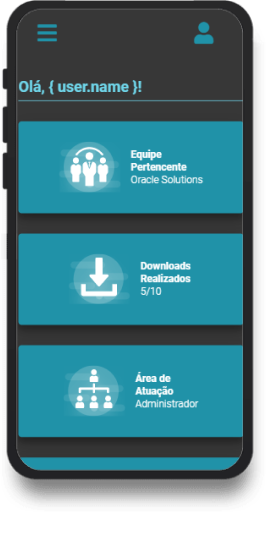 Olá, { user.name }!
Equipe
Pertencente
Oracle Solutions
Downloads
Realizados
5/10
Área de
Atuação
Administrador